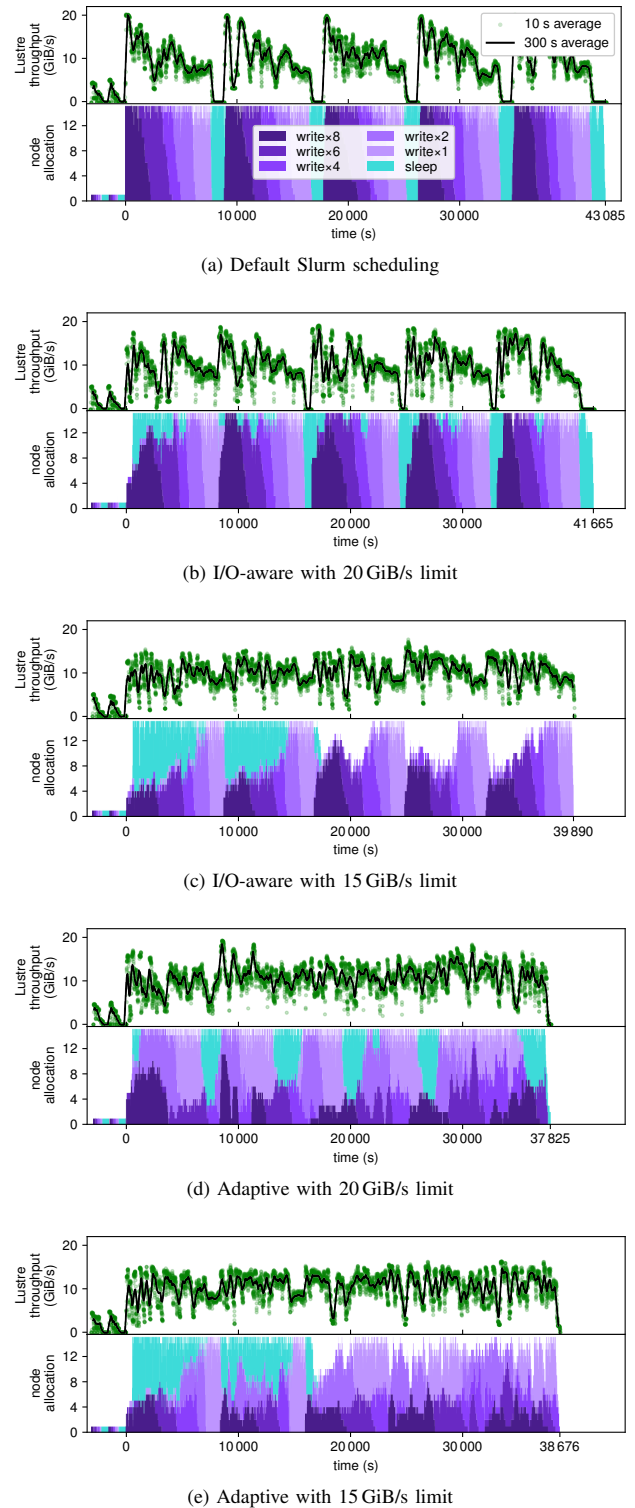 Lustre
throughput
(GiB/s)
20
10
0
10 s average
300 s average
node
allocation
12
8
4
0
write×8
write×6
write×4
write×2
write×1
sleep
0
10 000
20 000
30 000
43 085
time (s)
(a) Default Slurm scheduling
Lustre
throughput
(GiB/s)
20
10
0
node
allocation
12
8
4
0
0
10 000
20 000
30 000
41 665
time (s)
(b) I/O-aware with 20 GiB/s limit
Lustre
throughput
(GiB/s)
20
10
0
node
allocation
12
8
4
0
0
10 000
20 000
30 000
39 890
time (s)
(c) I/O-aware with 15 GiB/s limit
Lustre
throughput
(GiB/s)
20
10
0
node
allocation
12
8
4
0
0
10 000
20 000
30 000
37 825
time (s)
(d) Adaptive with 20 GiB/s limit
Lustre
throughput
(GiB/s)
20
10
0
node
allocation
12
8
4
0
0
10 000
20 000
30 000
38 676
time (s)
(e) Adaptive with 15 GiB/s limit